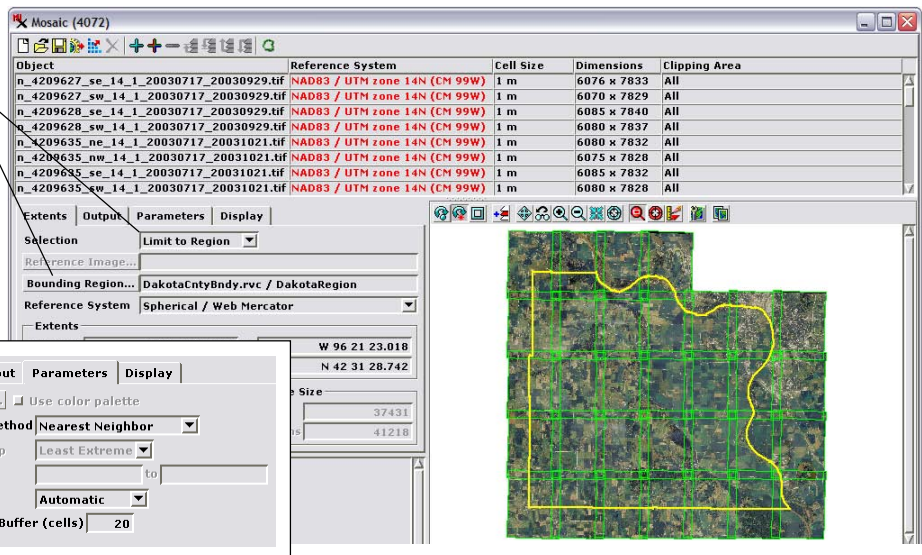 Mosaic (4072)
Object Reference System Cell Size Dimensions Clipping Area
n_4209627_se_14_1_20030717_20030929.tif NAD83 / UTM zone 14N (CM 99W) 1 m 6076 x 7833 All
n_4209627_sw_14_1_20030717_20030929.tif NAD83 / UTM zone 14N (CM 99W) 1 m 6070 x 7829 All
n_4209628_se_14_1_20030717_20030929.tif NAD83 / UTM zone 14N (CM 99W) 1 m 6085 x 7840 All
n_4209628_sw_14_1_20030717_20030929.tif NAD83 / UTM zone 14N (CM 99W) 1 m 6080 x 7837 All
n_4209635_ne_14_1_20030717_20031021.tif NAD83 / UTM zone 14N (CM 99W) 1 m 6080 x 7832 All
n_4209635_nw_14_1_20030717_20031021.tif NAD83 / UTM zone 14N (CM 99W) 1 m 6075 x 7828 All
n_4209635_se_14_1_20030717_20031021.tif NAD83 / UTM zone 14N (CM 99W) 1 m 6085 x 7832 All
n_4209635_sw_14_1_20030717_20031021.tif NAD83 / UTM zone 14N (CM 99W) 1 m 6080 x 7828 All
Extents Output Parameters Display
Selection Limit to Region
Reference Image...
Bounding Region... DakotaCntyBndy.rvc / DakotaRegion
Reference System Spherical / Web Mercator
Extents
W 96 21 23.018
N 42 31 28.742
Size
37431
41218
Parameters Display
Use color palette
Nearest Neighbor
Least Extreme
to
Automatic
Buffer (cells) 20